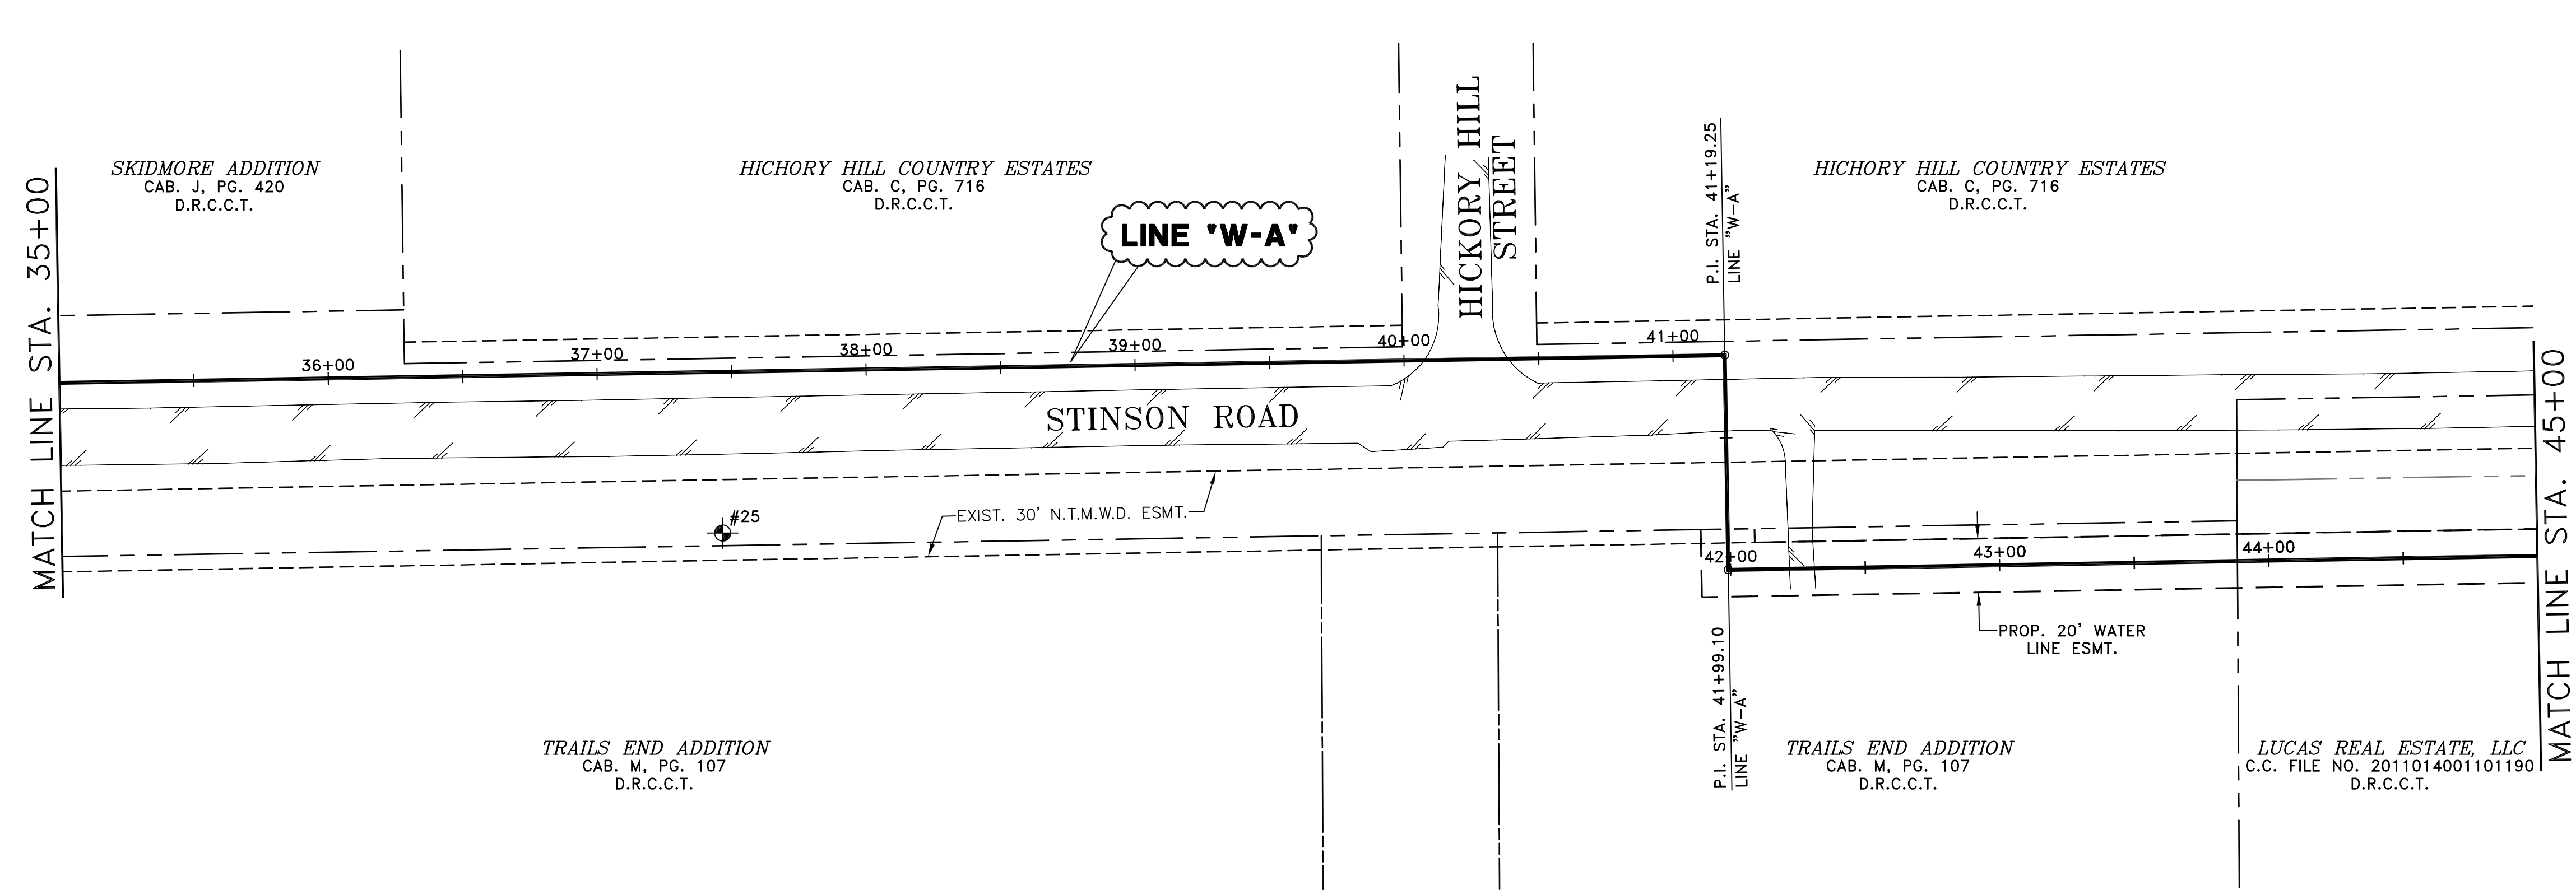 MATCH LINE STA. 35+00
SKIDMORE ADDITION
CAB. J, PG. 420
D.R.C.C.T.
HICHORY HILL COUNTRY ESTATES
CAB. C, PG. 716
D.R.C.C.T.
LINE "W-A"
HICKORY HILL
STREET
P.I. STA. 41+19.25
LINE "W-A"
HICHORY HILL COUNTRY ESTATES
CAB. C, PG. 716
D.R.C.C.T.
36+00
37+00
38+00
39+00
40+00
41+00
STINSON ROAD
#25
EXIST. 30' N.T.M.W.D. ESMT.
42+00
43+00
44+00
PROP. 20' WATER
LINE ESMT.
P.I. STA. 41+99.10
LINE "W-A"
TRAILS END ADDITION
CAB. M, PG. 107
D.R.C.C.T.
TRAILS END ADDITION
CAB. M, PG. 107
D.R.C.C.T.
LUCAS REAL ESTATE, LLC
C.C. FILE NO. 2011014001101190
D.R.C.C.T.
MATCH LINE STA. 45+00